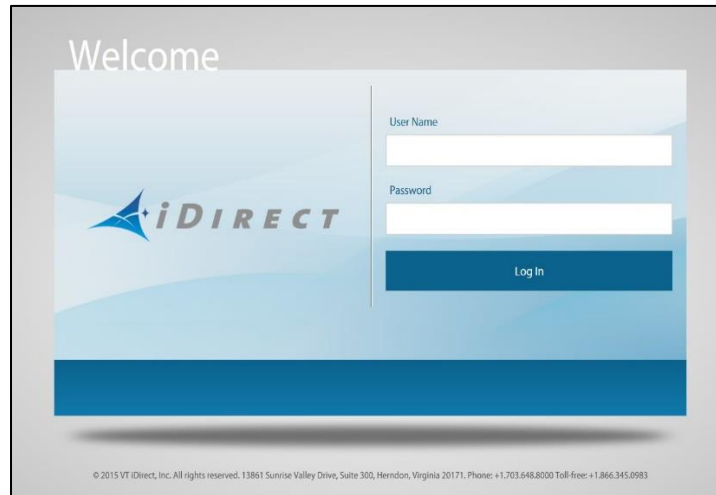 Welcome
User Name
Password
iDIRECT
Log In
© 2015 VT iDirect, Inc. All rights reserved. 13861 Sunrise Valley Drive, Suite 300, Herndon, Virginia 20171. Phone: +1.703.648.8000 Toll-free: +1.866.345.0983